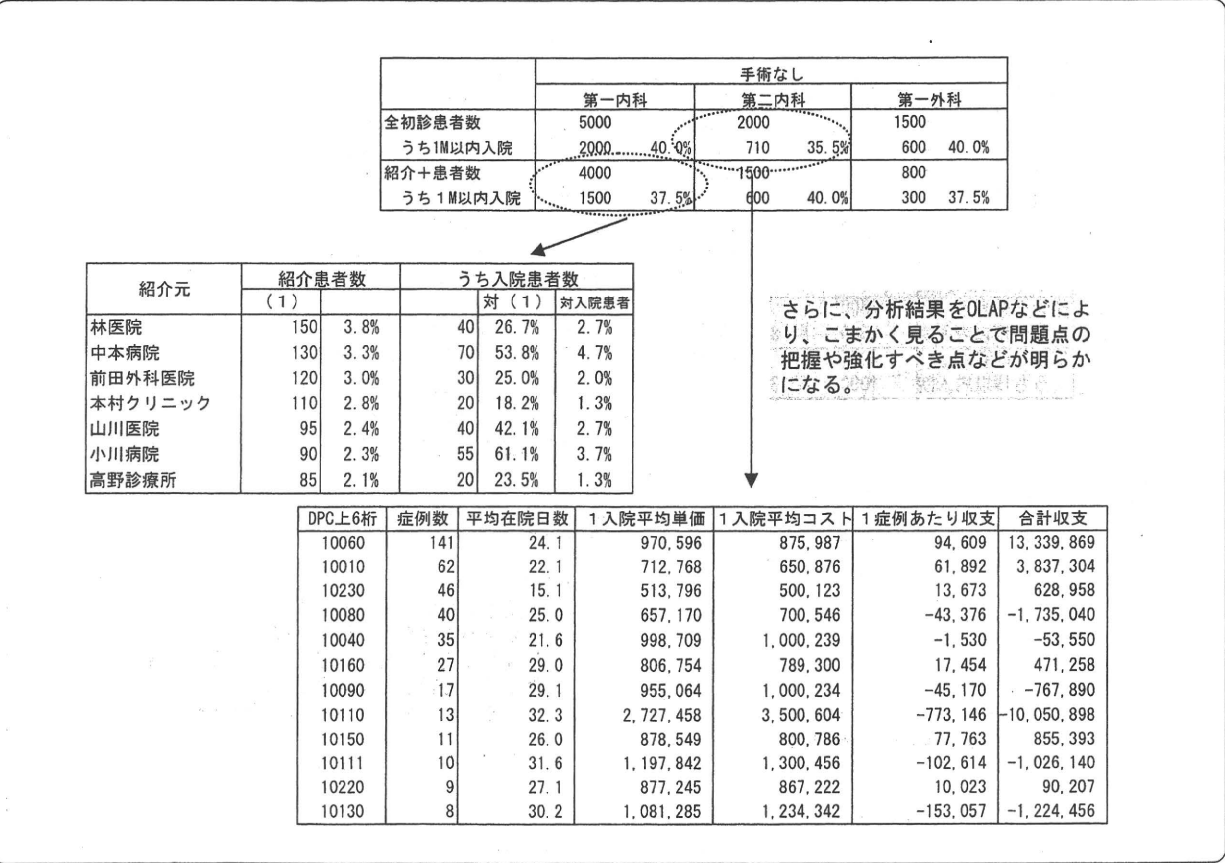 手術なし
第一内科 第二内科 第一外科
全初診患者数 5000 2000 1500
うち1M以内入院 2000 40.0% 710 35.5% 600 40.0%
紹介+患者数 4000 1500 800
うち1M以内入院 1500 37.5% 600 40.0% 300 37.5%
紹介元 紹介患者数 うち入院患者数
(1) 対(1) 対入院患者
林医院 150 3.8% 40 26.7% 2.7%
中本病院 130 3.3% 70 53.8% 4.7%
前田外科医院 120 3.0% 30 25.0% 2.0%
本村クリニック 110 2.8% 20 18.2% 1.3%
山川医院 95 2.4% 40 42.1% 2.7%
小川病院 90 2.3% 55 61.1% 3.7%
高野診療所 85 2.1% 20 23.5% 1.3%
さらに、分析結果をOLAPなどによ
り、こまかく見ることで問題点の
把握や強化すべき点などが明らか
になる。
DPC上6桁 症例数 平均在院日数 1入院平均単価 1入院平均コスト 1症例あたり収支 合計収支
10060 141 24.1 970,596 875,987 94,609 13,339,869
10010 62 22.1 712,768 650,876 61,892 3,837,304
10230 46 15.1 513,796 500,123 13,673 628,958
10080 40 25.0 657,170 700,546 -43,376 -1,735,040
10040 35 21.6 998,709 1,000,239 -1,530 -53,550
10160 27 29.0 806,754 789,300 17,454 471,258
10090 17 29.1 955,064 1,000,234 -45,170 -767,890
10110 13 32.3 2,727,458 3,500,604 -773,146 -10,050,898
10150 11 26.0 878,549 800,786 77,763 855,393
10111 10 31.6 1,197,842 1,300,456 -102,614 -1,026,140
10220 9 27.1 877,245 867,222 10,023 90,207
10130 8 30.2 1,081,285 1,234,342 -153,057 -1,224,456